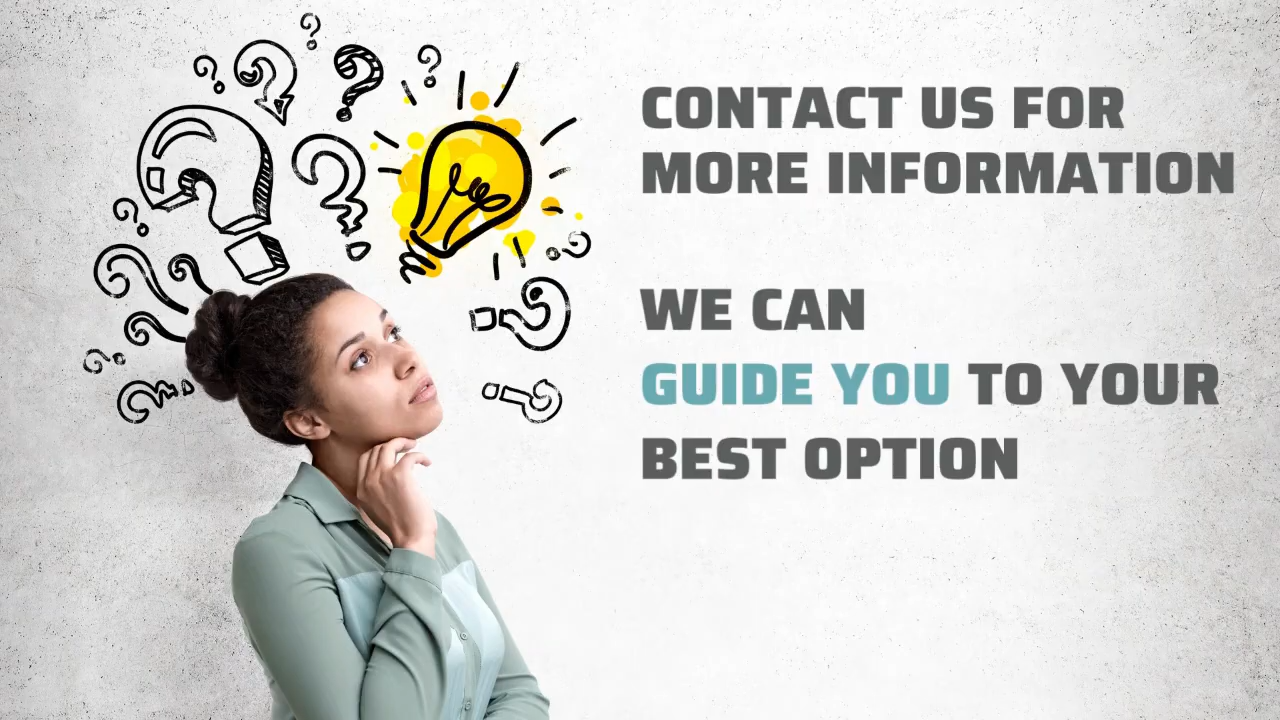 CONTACT US FOR
MORE INFORMATION
WE CAN
GUIDE YOU TO YOUR
BEST OPTION